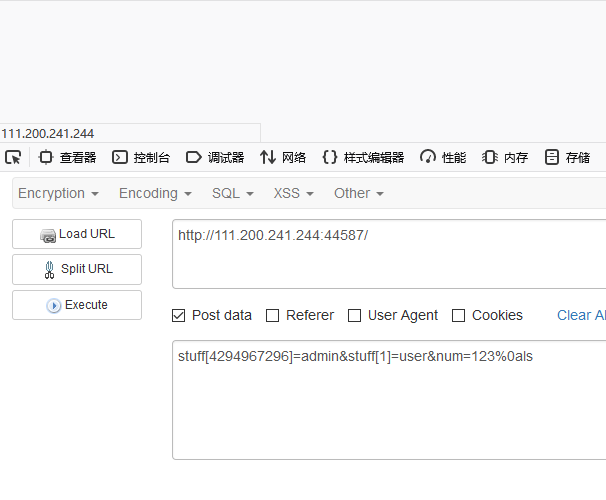 111.200.241.244
查看器 控制台 调试器 网络 样式编辑器 性能 内存 存储
Encryption Encoding SQL XSS Other
Load URL
http://111.200.241.244:44587/
Split URL
Execute
Post data Referer User Agent Cookies Clear Al
stuff[4294967296]=admin&stuff[1]=user&num=123%0als